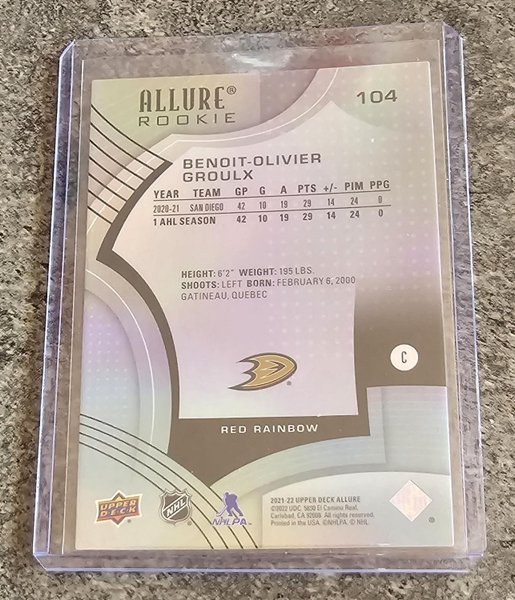 ALLURE®
ROOKIE
104
BENOIT-OLIVIER
GROULX
YEAR TEAM GP G A PTS +/- PIM PPG
2020-21 SAN DIEGO 42 10 19 29 14 24 0
1 AHL SEASON 42 10 19 29 14 24 0
HEIGHT: 6'2" WEIGHT: 195 LBS.
SHOOTS: LEFT BORN: FEBRUARY 6, 2000
GATINEAU, QUEBEC
C
RED RAINBOW
UPPER DECK
NHL
NHLPA
2021-22 UPPER DECK ALLURE
©2022 UDC, 5830 El Camino Real,
Carlsbad, CA 92008. All rights reserved.
Printed in the USA. ©NHLPA. © NHL.